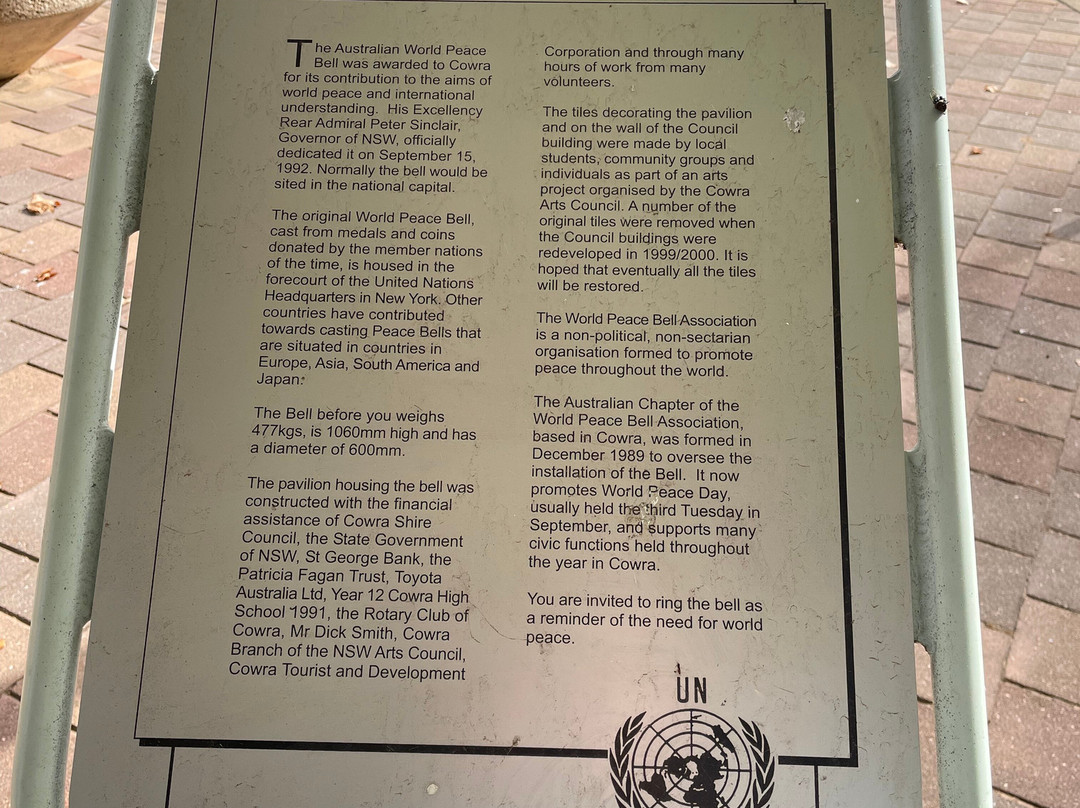 The Australian World Peace
Bell was awarded to Cowra
for its contribution to the aims of
world peace and international
understanding. His Excellency
Rear Admiral Peter Sinclair,
Governor of NSW, officially
dedicated it on September 15,
1992. Normally the bell would be
sited in the national capital.
The original World Peace Bell,
cast from medals and coins
donated by the member nations
of the time, is housed in the
forecourt of the United Nations
Headquarters in New York. Other
countries have contributed
towards casting Peace Bells that
are situated in countries in
Europe, Asia, South America and
Japan.
The Bell before you weighs
477kgs, is 1060mm high and has
a diameter of 600mm.
The pavilion housing the bell was
constructed with the financial
assistance of Cowra Shire
Council, the State Government
of NSW, St George Bank, the
Patricia Fagan Trust, Toyota
Australia Ltd, Year 12 Cowra High
School 1991, the Rotary Club of
Cowra, Mr Dick Smith, Cowra
Branch of the NSW Arts Council,
Cowra Tourist and Development
Corporation and through many
hours of work from many
volunteers.
The tiles decorating the pavilion
and on the wall of the Council
building were made by local
students, community groups and
individuals as part of an arts
project organised by the Cowra
Arts Council. A number of the
original tiles were removed when
the Council buildings were
redeveloped in 1999/2000. It is
hoped that eventually all the tiles
will be restored.
The World Peace Bell Association
is a non-political, non-sectarian
organisation formed to promote
peace throughout the world.
The Australian Chapter of the
World Peace Bell Association,
based in Cowra, was formed in
December 1989 to oversee the
installation of the Bell. It now
promotes World Peace Day,
usually held the third Tuesday in
September, and supports many
civic functions held throughout
the year in Cowra.
You are invited to ring the bell as
a reminder of the need for world
peace.
UN